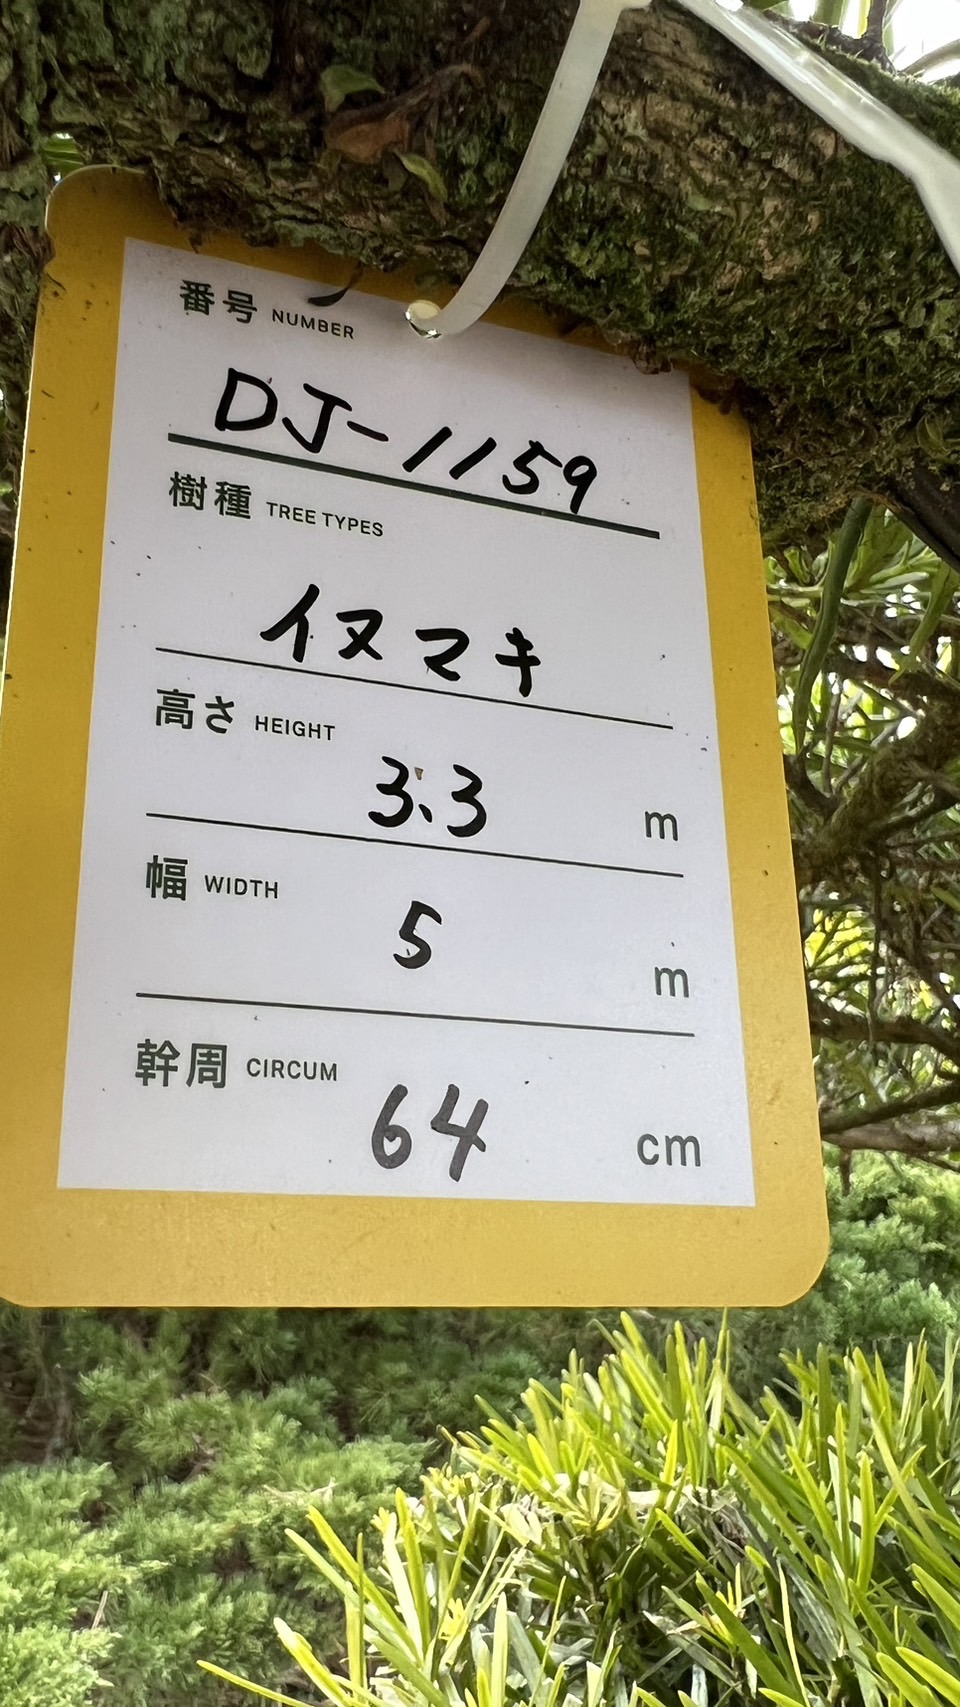 番号 NUMBER
DJ-1159
樹種 TREE TYPES
イヌマキ
高さ HEIGHT
3.3 m
幅 WIDTH
5 m
幹周 CIRCUM
64 cm